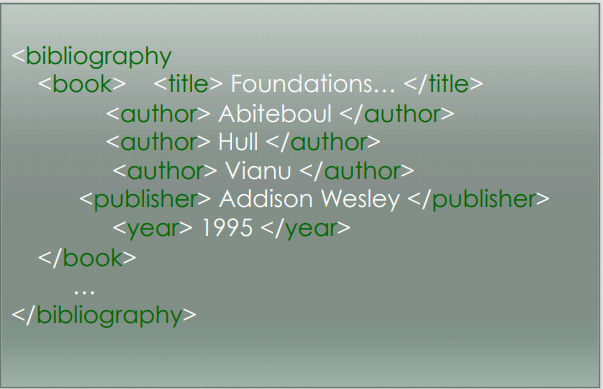 <bibliography
<book> <title> Foundations… </title>
<author> Abiteboul </author>
<author> Hull </author>
<author> Vianu </author>
<publisher> Addison Wesley </publisher>
<year> 1995 </year>
</book>
…
</bibliography>